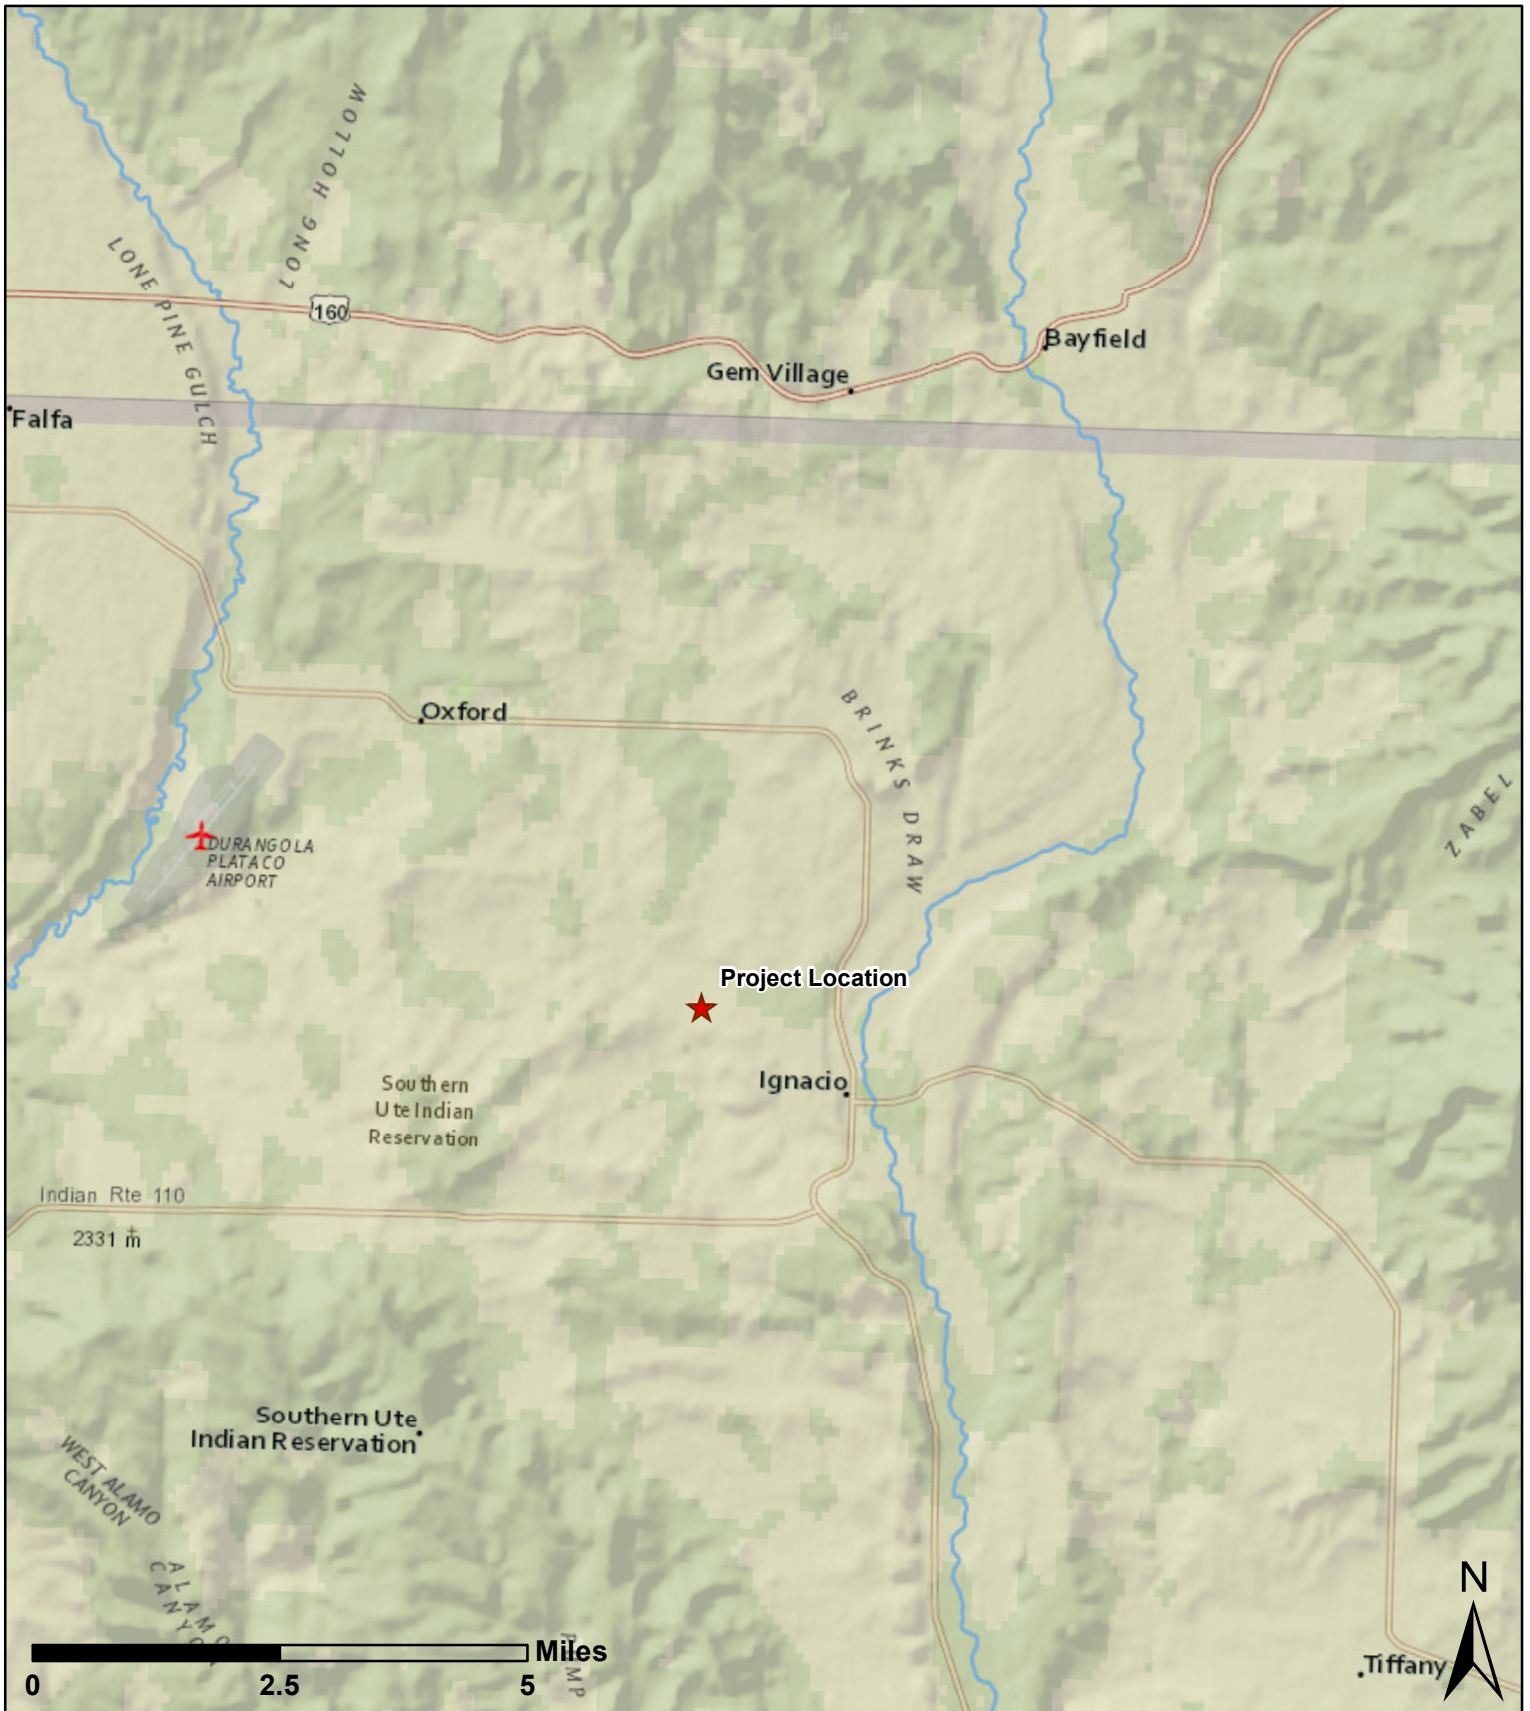 LONG HOLLOW
LONE PINE GULCH
160
Bayfield
Gem Village
Falfa
Oxford
BRINKS DRAW
ZABEL
DURANGO LA
PLATA CO
AIRPORT
Project Location
Ignacio
Southern
Ute Indian
Reservation
Indian Rte 110
2331 m
Southern Ute
Indian Reservation
WEST ALAMO
CANYON
ALAMO
CANYO
N
Miles
0 2.5 5
Tiffany